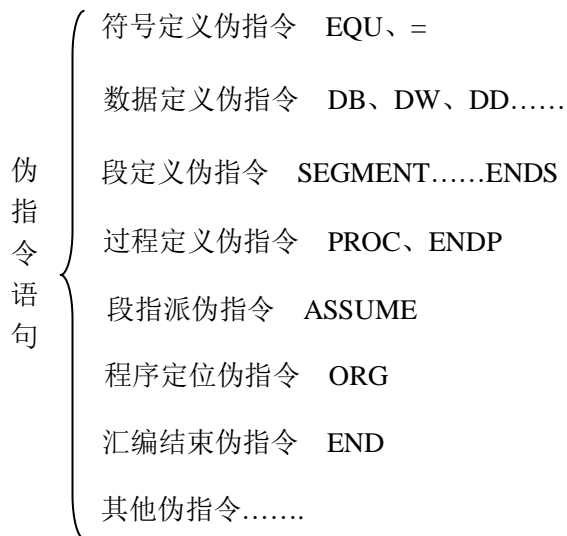 伪指令语句
符号定义伪指令 EQU、=
数据定义伪指令 DB、DW、DD……
段定义伪指令 SEGMENT……ENDS
过程定义伪指令 PROC、ENDP
段指派伪指令 ASSUME
程序定位伪指令 ORG
汇编结束伪指令 END
其他伪指令…….